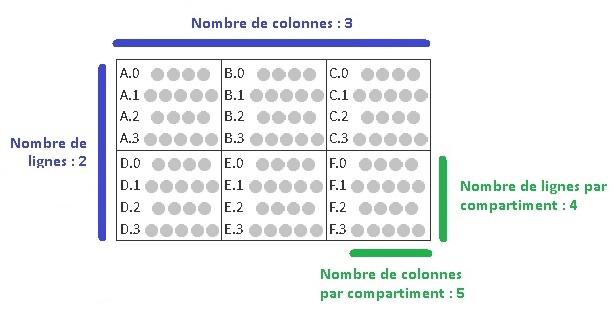 Nombre de colonnes : 3
A.0 B.0 C.0
A.1 B.1 C.1
A.2 B.2 C.2
A.3 B.3 C.3
D.0 E.0 F.0
D.1 E.1 F.1
D.2 E.2 F.2
D.3 E.3 F.3
Nombre de
lignes : 2
Nombre de lignes par
compartiment : 4
Nombre de colonnes
par compartiment : 5